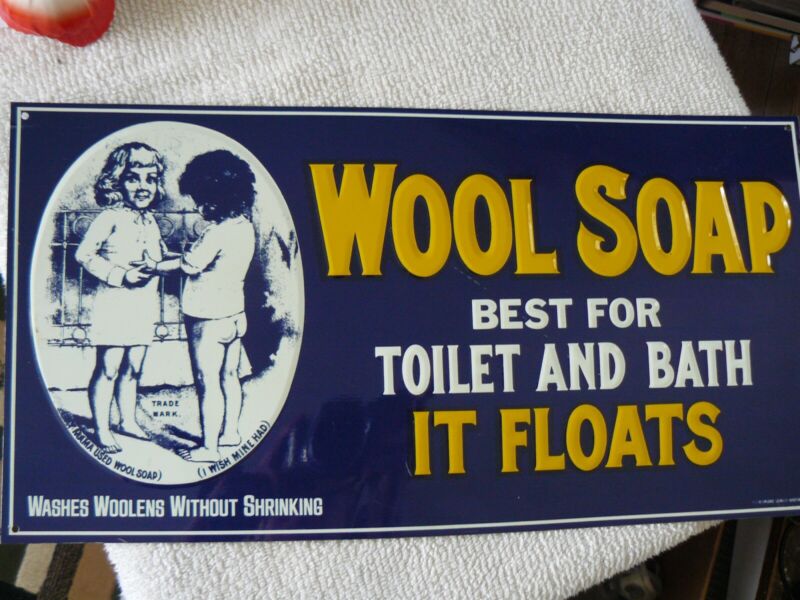 WOOL SOAP
BEST FOR
TOILET AND BATH
IT FLOATS
TRADE
MARK.
MAMA USED WOOL SOAP)
(I WISH MINE HAD)
WASHES WOOLENS WITHOUT SHRINKING